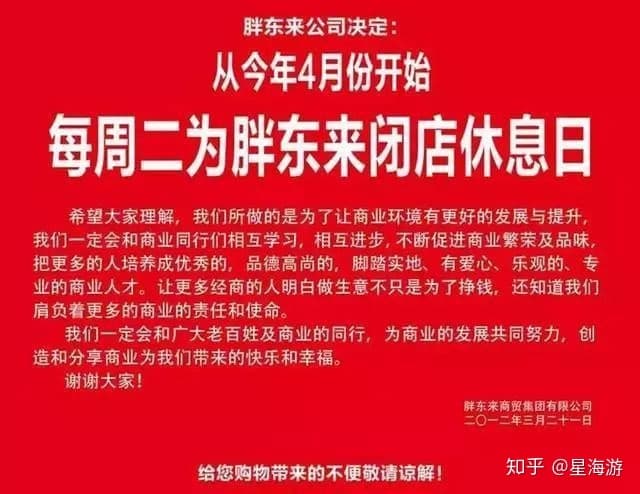 胖东来公司决定：
从今年4月份开始
每周二为胖东来闭店休息日
希望大家理解，我们所做的是为了让商业环境有更好的发展与提升，
我们一定会和商业同行们相互学习，相互进步，不断促进商业繁荣及品味，
把更多的人培养成优秀的，品德高尚的，脚踏实地、有爱心、乐观的、专
业的商业人才。让更多经商的人明白做生意不只是为了挣钱，还知道我们
肩负着更多的商业的责任和使命。
我们一定会和广大老百姓及商业的同行，为商业的发展共同努力，创
造和分享商业为我们带来的快乐和幸福。
谢谢大家！
胖东来商贸集团有限公司
二〇一二年三月二十一日
给您购物带来的不便敬请谅解！
知乎 @星海游